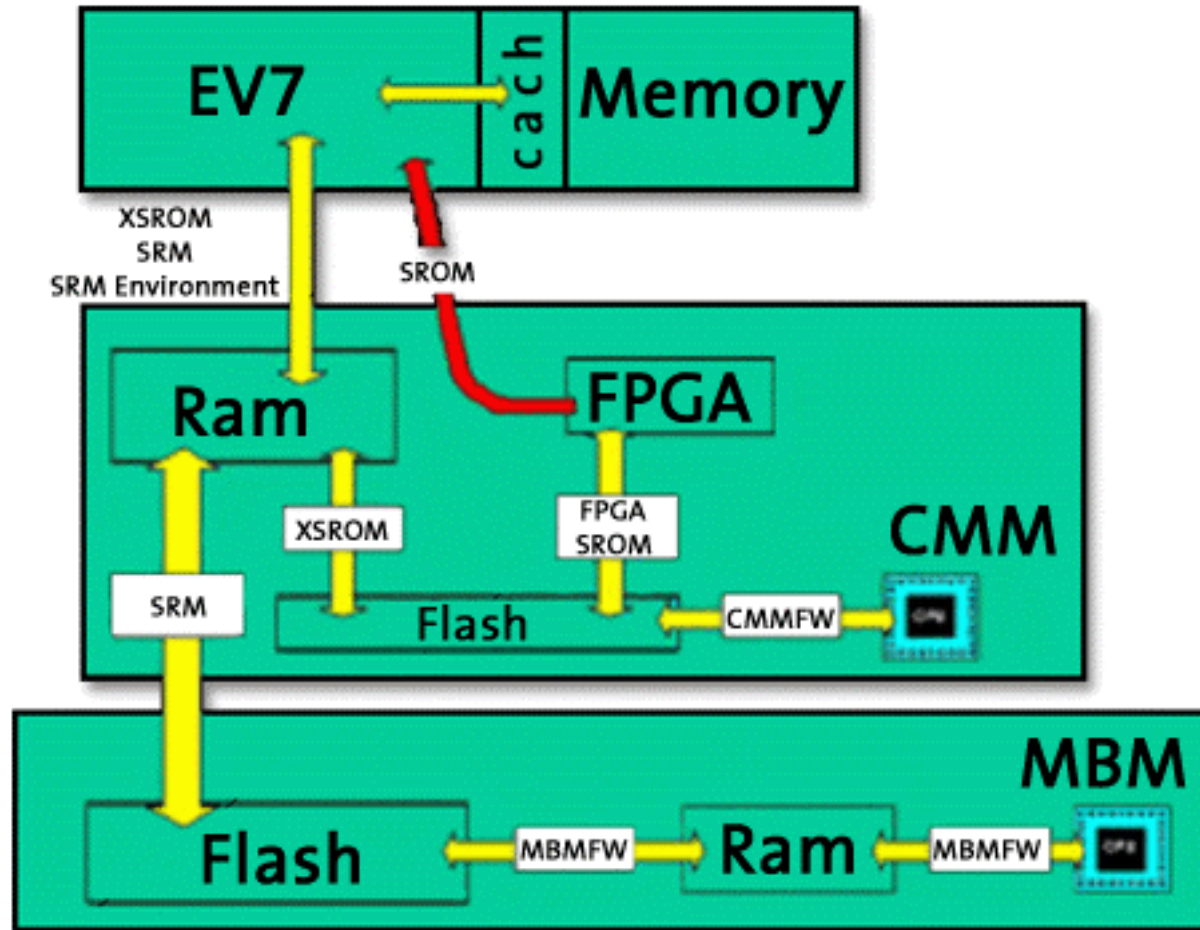 EV7
cach
Memory
XSROM
SRM
SRM Environment
SROM
Ram
FPGA
XSROM
FPGA
SROM
CMM
SRM
Flash
CMMFW
MBM
Flash
MBMFW
Ram
MBMFW